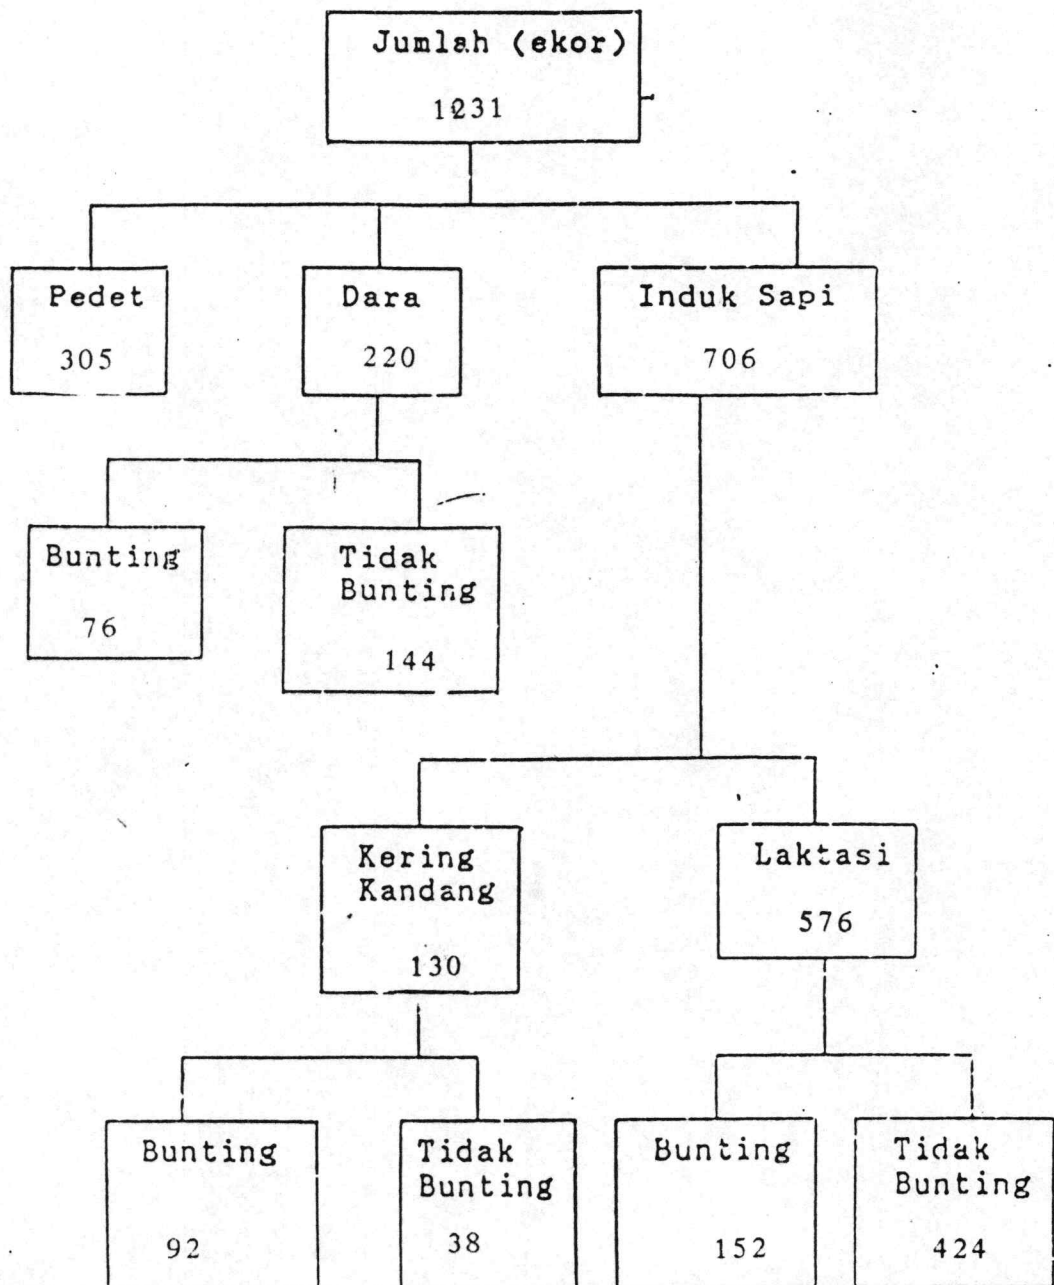 Jumlah (ekor)
1231
Pedet
305
Dara
220
Induk Sapi
706
Bunting
76
Tidak
Bunting
144
Kering
Kandang
130
Laktasi
576
Bunting
92
Tidak
Bunting
38
Bunting
152
Tidak
Bunting
424